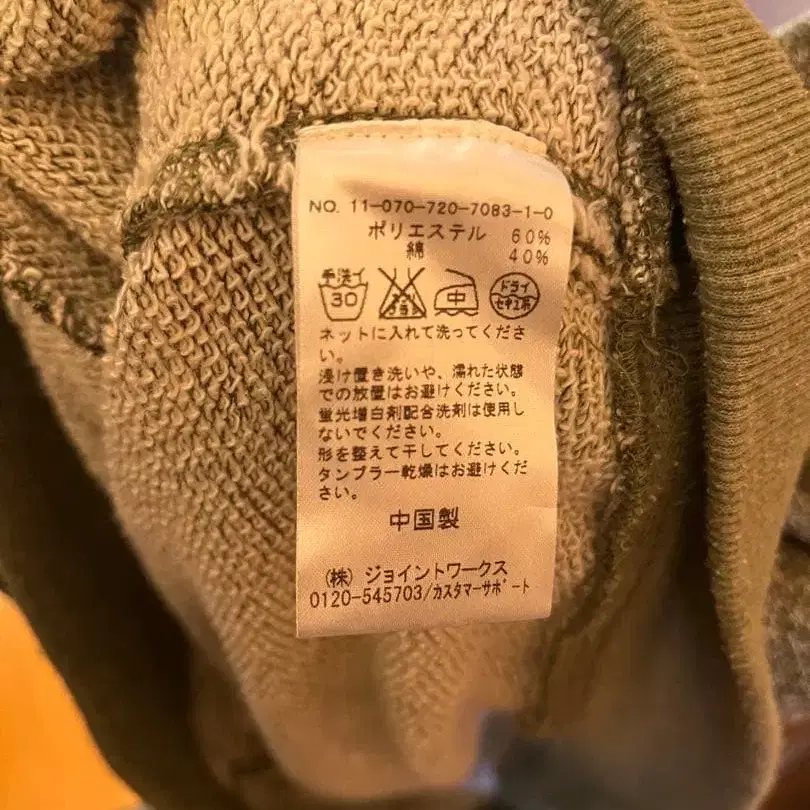 NO. 11-070-720-7083-1-0
ポリエステル 60%
綿 40%
手洗イ 30 エンソサラシ 中 ドライ セキユ系
ネットに入れて洗ってくださ
い。
浸け置き洗いや、濡れた状態
での放置はお避けください。
蛍光増白剤配合洗剤は使用し
ないでください。
形を整えて干してください。
タンブラー乾燥はお避けくだ
さい。
中国製
(株) ジョイントワークス
0120-545703/カスタマーサポート